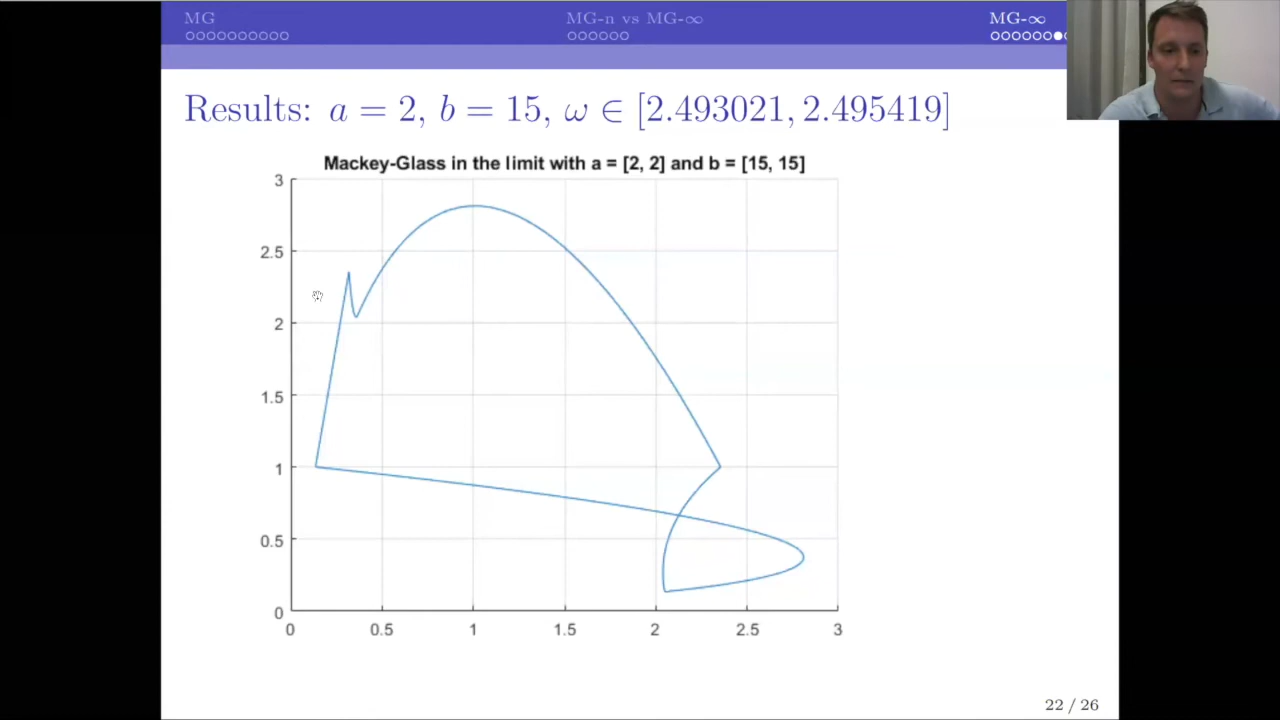 MG MG-n vs MG-∞ MG-∞
Results: a = 2, b = 15, ω ∈ [2.493021, 2.495419]
Mackey-Glass in the limit with a = [2, 2] and b = [15, 15]
3
2.5
2
1.5
1
0.5
0
0 0.5 1 1.5 2 2.5 3
22 / 26